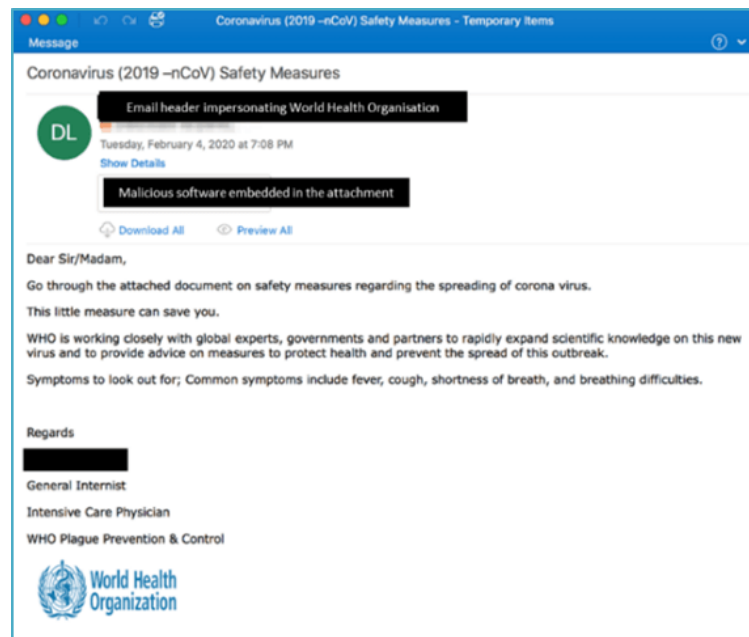 Coronavirus (2019 –nCoV) Safety Measures - Temporary Items
Message
Coronavirus (2019 –nCoV) Safety Measures
Email header impersonating World Health Organisation
DL
Tuesday, February 4, 2020 at 7:08 PM
Show Details
Malicious software embedded in the attachment
Download All Preview All
Dear Sir/Madam,
Go through the attached document on safety measures regarding the spreading of corona virus.
This little measure can save you.
WHO is working closely with global experts, governments and partners to rapidly expand scientific knowledge on this new
virus and to provide advice on measures to protect health and prevent the spread of this outbreak.
Symptoms to look out for; Common symptoms include fever, cough, shortness of breath, and breathing difficulties.
Regards
General Internist
Intensive Care Physician
WHO Plague Prevention & Control
World Health
Organization